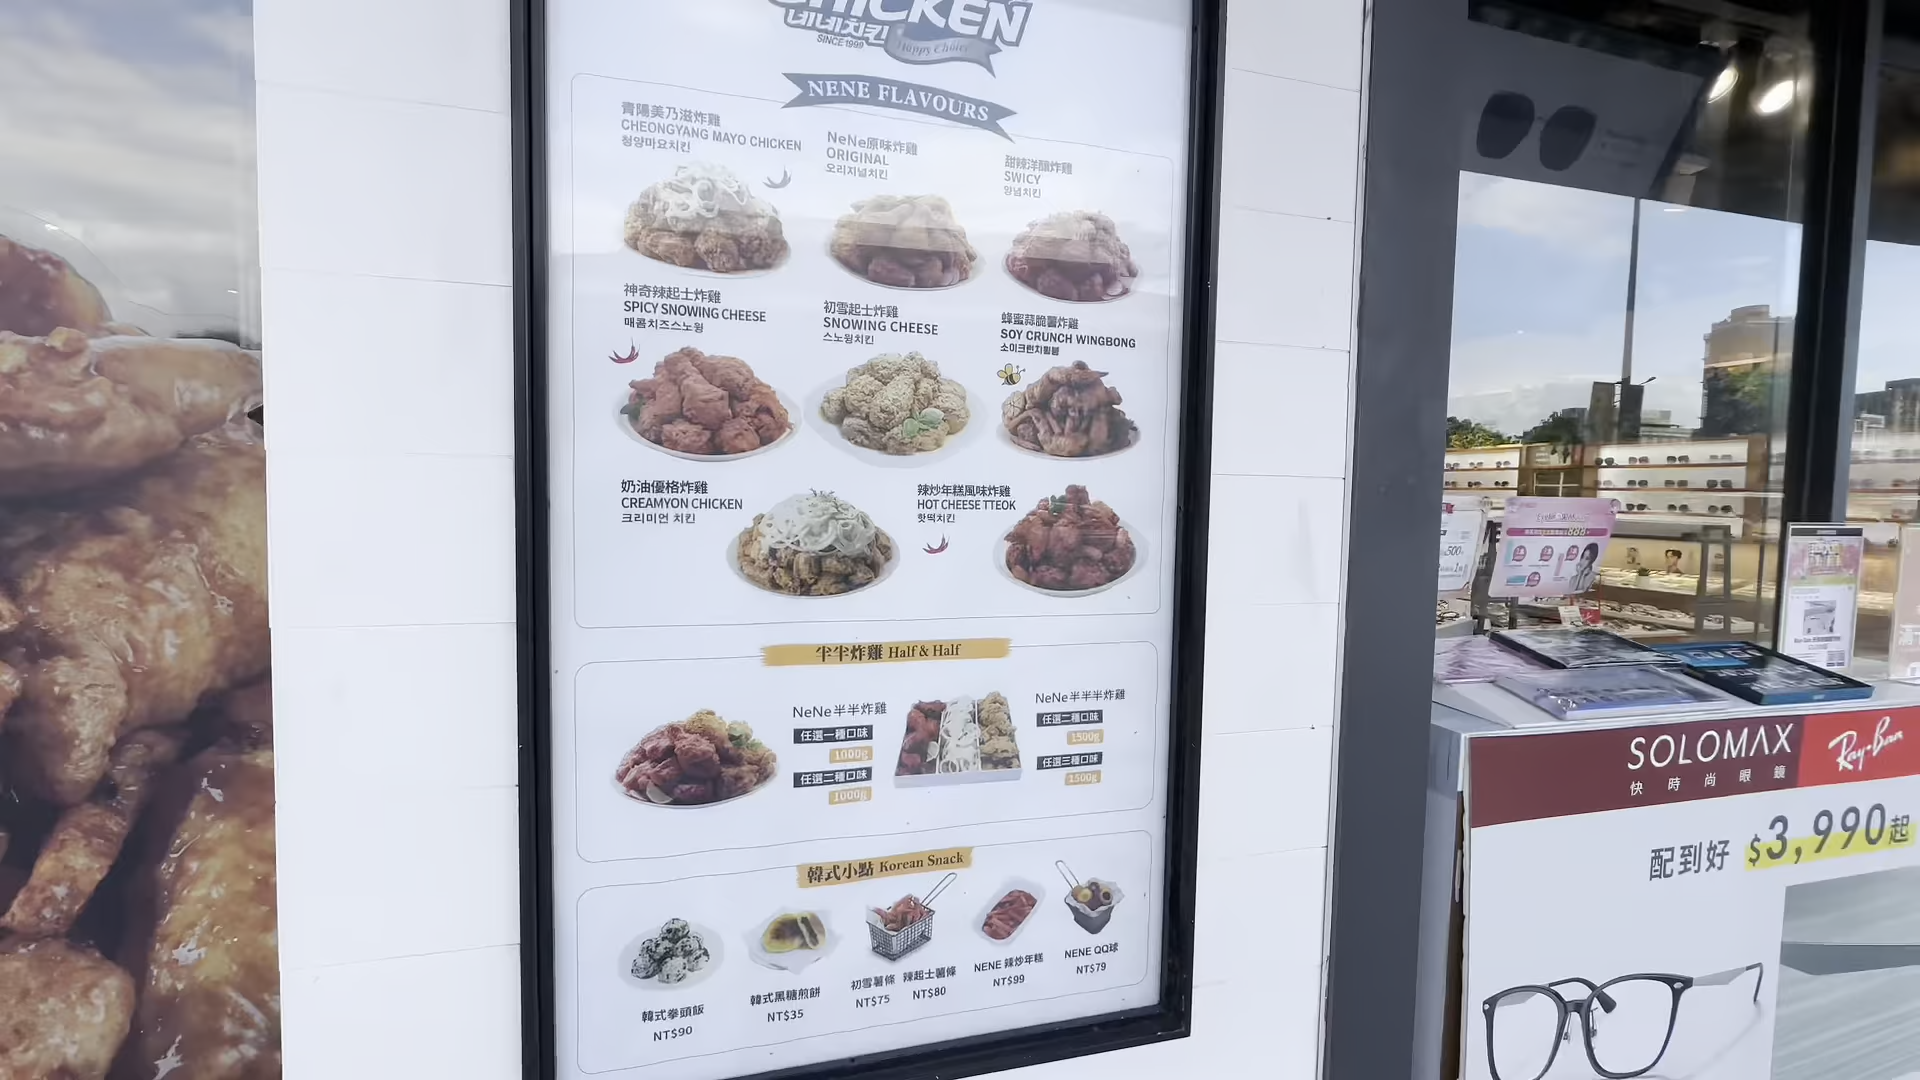 CHICKEN
네네치킨
SINCE 1999
Happy Choice
NENE FLAVOURS
青陽美乃滋炸雞
CHEONGYANG MAYO CHICKEN
청양마요치킨
NeNe原味炸雞
ORIGINAL
오리지널치킨
甜辣洋釀炸雞
SWICY
양념치킨
神奇辣起士炸雞
SPICY SNOWING CHEESE
매콤치즈스노윙
初雪起士炸雞
SNOWING CHEESE
스노윙치킨
蜂蜜蒜脆薯炸雞
SOY CRUNCH WINGBONG
소이크런치윙봉
奶油優格炸雞
CREAMYON CHICKEN
크리미언 치킨
辣炒年糕風味炸雞
HOT CHEESE TTEOK
핫떡치킨
半半炸雞 Half & Half
NeNe半半炸雞
任選一種口味
1000g
任選二種口味
1000g
NeNe半半半炸雞
任選二種口味
1500g
任選三種口味
1500g
韓式小點 Korean Snack
韓式拳頭飯
NT$90
韓式黑糖煎餅
NT$35
初雪薯條
NT$75
辣起士薯條
NT$80
NENE 辣炒年糕
NT$99
NENE QQ球
NT$79
SOLOMAX
快時尚眼鏡
Ray-Ban
配到好 $3,990起